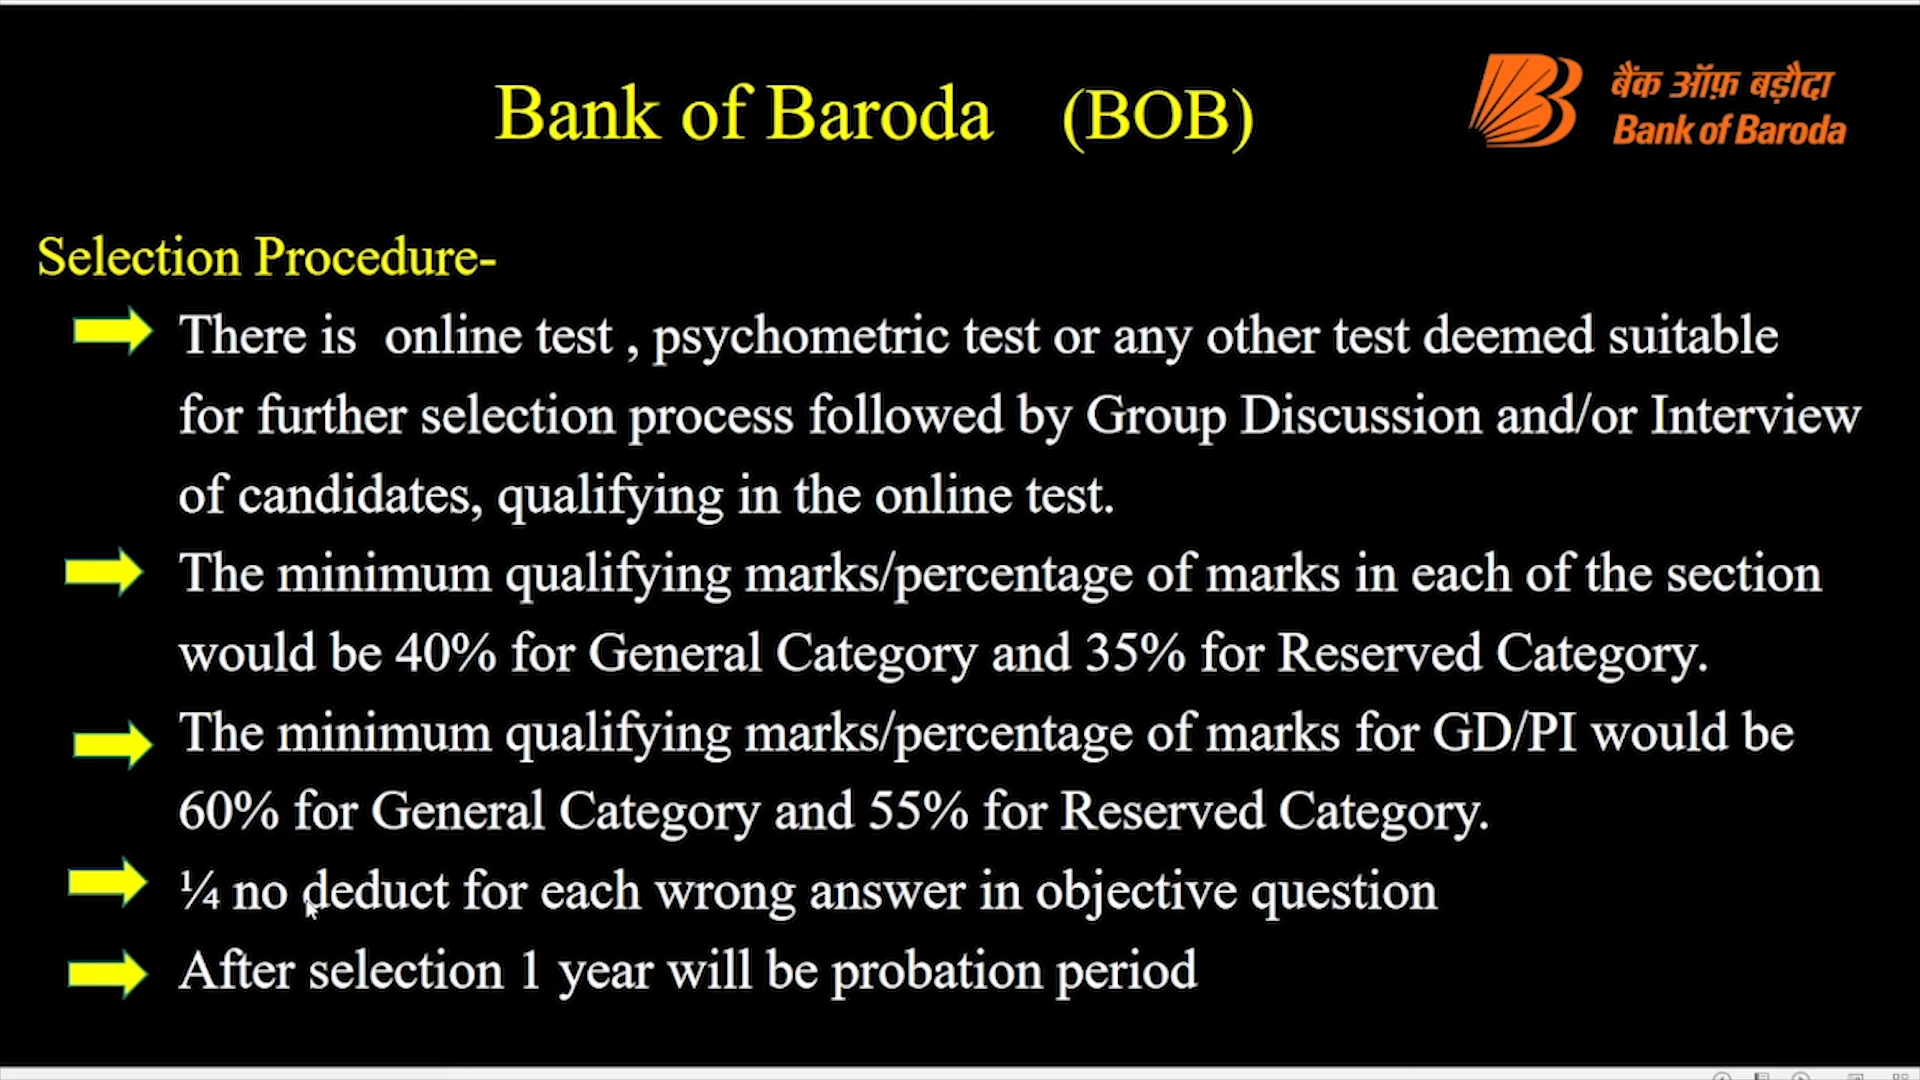 Bank of Baroda (BOB)
बैंक ऑफ़ बड़ौदा
Bank of Baroda
Selection Procedure-
There is online test , psychometric test or any other test deemed suitable
for further selection process followed by Group Discussion and/or Interview
of candidates, qualifying in the online test.
The minimum qualifying marks/percentage of marks in each of the section
would be 40% for General Category and 35% for Reserved Category.
The minimum qualifying marks/percentage of marks for GD/PI would be
60% for General Category and 55% for Reserved Category.
¼ no deduct for each wrong answer in objective question
After selection 1 year will be probation period